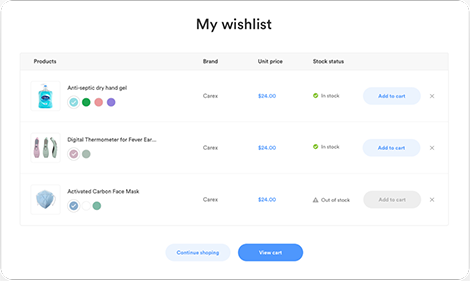 My wishlist
Products Brand Unit price Stock status
Anti-septic dry hand gel
Carex $24.00 In stock Add to cart
Digital Thermometer for Fever Ear...
Carex $24.00 In stock Add to cart
Activated Carbon Face Mask
Carex $24.00 Out of stock Add to cart
Continue shoping View cart